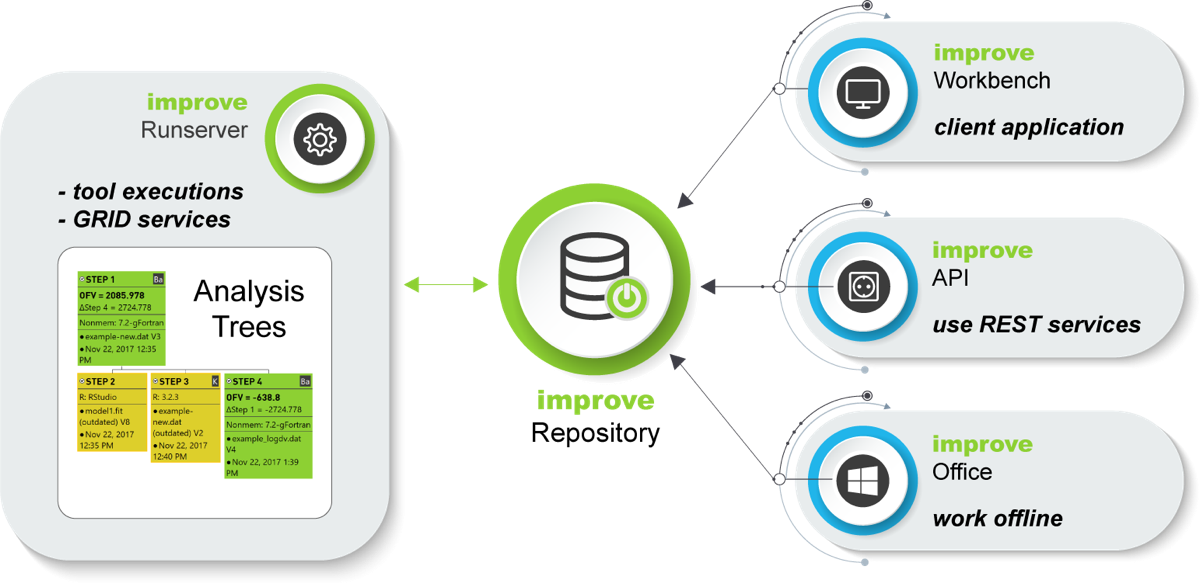 improve
Runserver
- tool executions
- GRID services
Analysis
Trees
STEP 1 Ba
OFV = 2085.978
ΔStep 4 = 2724.778
Nonmem: 7.2-gFortran
●example-new.dat V3
●Nov 22, 2017 12:35
PM
STEP 2
R: RStudio
●model1.fit
(outdated) V8
●Nov 22, 2017
12:35 PM
STEP 3 K
R: 3.2.3
●example-
new.dat
(outdated) V2
●Nov 22, 2017
12:40 PM
STEP 4 Ba
OFV = -638.8
ΔStep 1 = -2724.778
Nonmem: 7.2-gFortran
●example_logdv.dat
V4
●Nov 22, 2017 1:39
PM
improve
Repository
improve
Workbench
client application
improve
API
use REST services
improve
Office
work offline